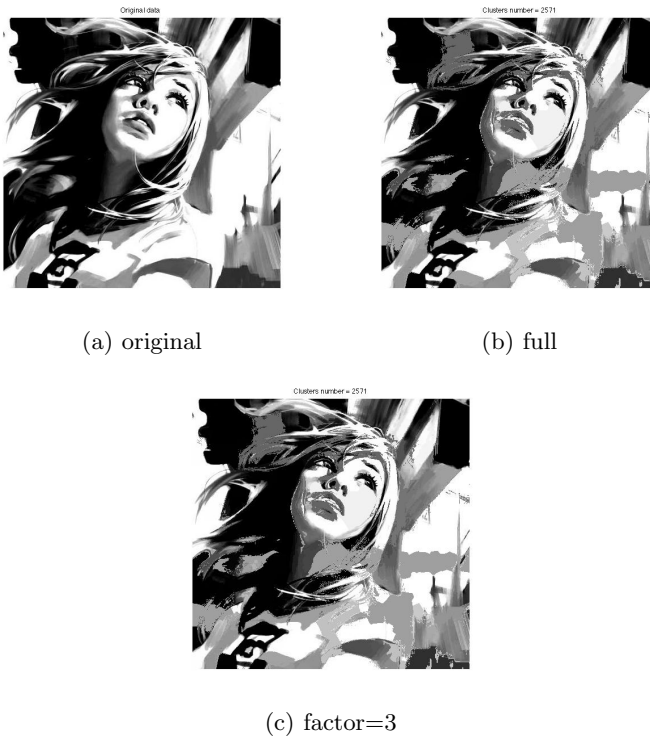 Original data
Clusters number = 2571
(a) original
(b) full
Clusters number = 2571
(c) factor=3